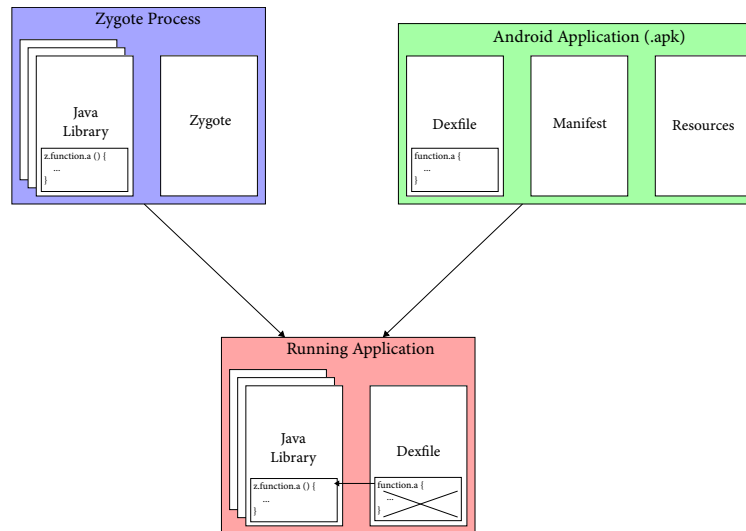 Zygote Process
Java
Library
z.function.a () {
...
}
Zygote
Android Application (.apk)
Dexfile
function.a {
...
}
Manifest
Resources
Running Application
Java
Library
z.function.a () {
...
}
Dexfile
function.a {
...
}